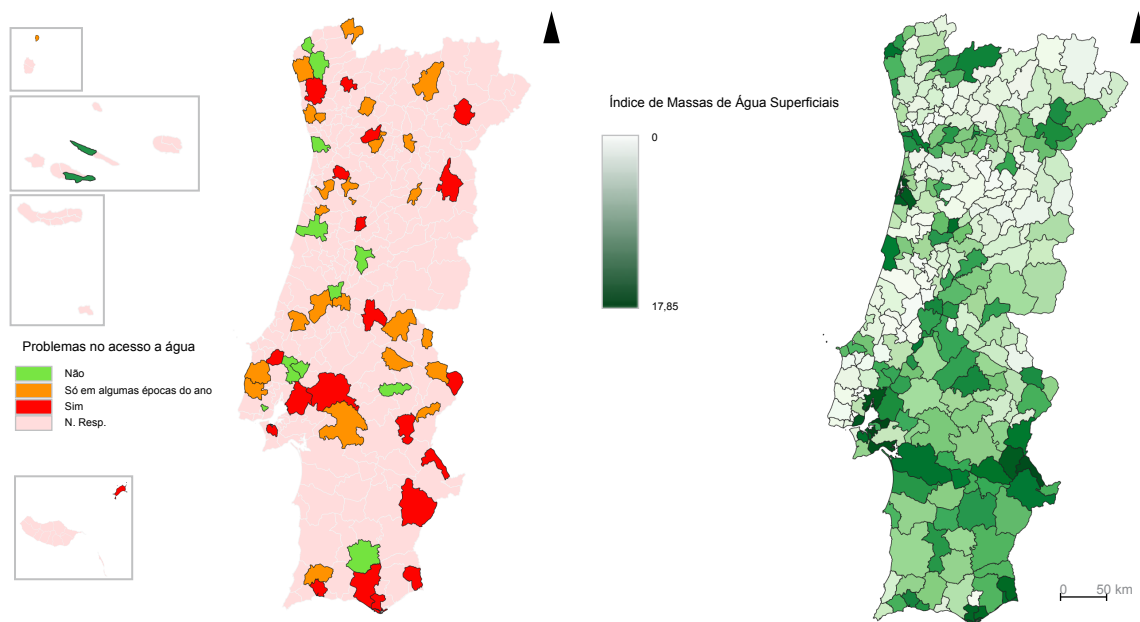 Problemas no acesso a água
Não
Só em algumas épocas do ano
Sim
N. Resp.
Índice de Massas de Água Superficiais
0
17,85
0 50 km